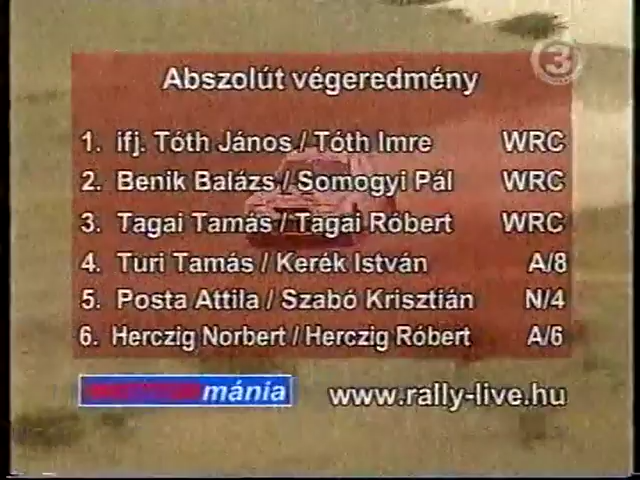 3
Abszolút végeredmény
1. ifj. Tóth János / Tóth Imre WRC
2. Benik Balázs / Somogyi Pál WRC
3. Tagai Tamás / Tagai Róbert WRC
4. Turi Tamás / Kerék István A/8
5. Posta Attila / Szabó Krisztián N/4
6. Herczig Norbert / Herczig Róbert A/6
mánia www.rally-live.hu